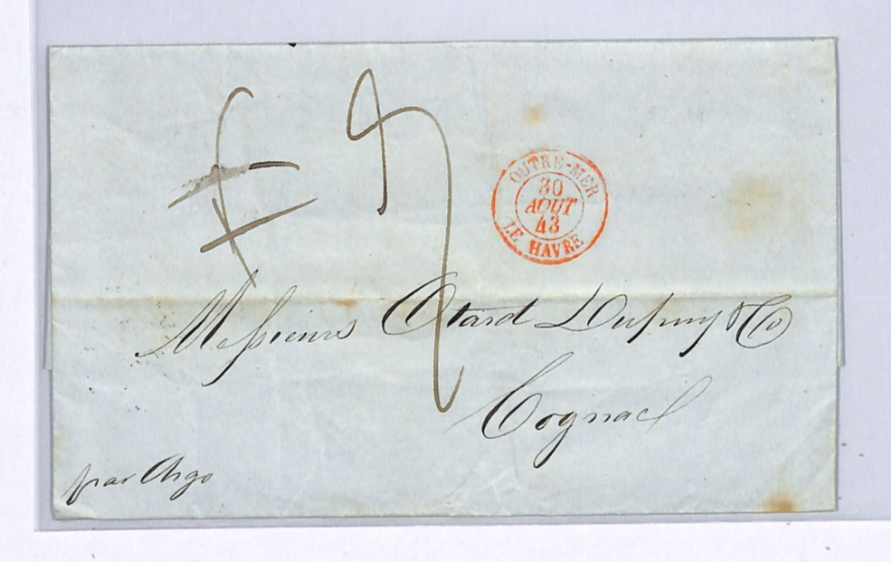 OUTRE-MER
30
AOUT
43
LE HAVRE
Messieurs Otard Dupuy & Co
Cognac
par Argo